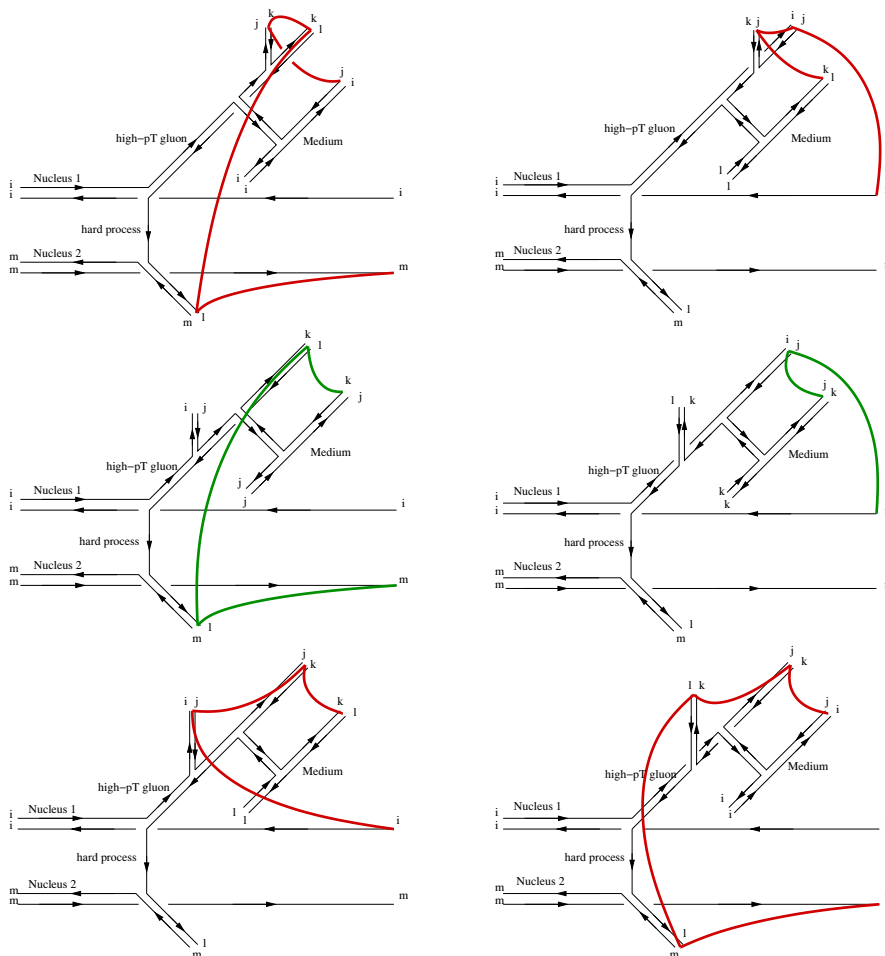 k k
j l
j
i
high-pT gluon
Medium
i
i
i Nucleus 1 i
i
hard process
m Nucleus 2
m m
m l
k j i j
k
l
high-pT gluon
Medium
l
l
i Nucleus 1
i
hard process
m Nucleus 2
m
l
m
k
l
k
j
i j
high-pT gluon
Medium
j
j
i Nucleus 1
i i
hard process
m Nucleus 2
m m
l
m
i j
j
k
l k
high-pT gluon
Medium
k
k
i Nucleus 1
i
hard process
m Nucleus 2
m
l
m
j
k
i j
k l
high-pT gluon
Medium
l
l
i Nucleus 1
i i
hard process
m Nucleus 2
m m
l
m
j
k
l k
j i
high-pT gluon
Medium
i
i
i Nucleus 1
i
hard process
m Nucleus 2
m
l
m